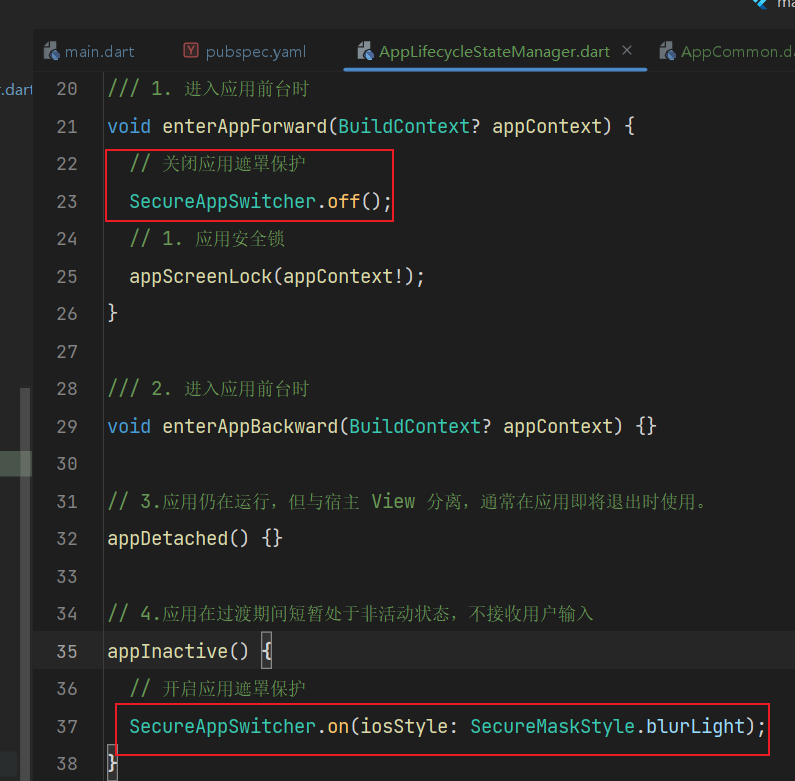 ma
main.dart pubspec.yaml AppLifecycleStateManager.dart AppCommon.da
.dart
20 /// 1. 进入应用前台时
21 void enterAppForward(BuildContext? appContext) {
22 // 关闭应用遮罩保护
23 SecureAppSwitcher.off();
24 // 1. 应用安全锁
25 appScreenLock(appContext!);
26 }
27
28 /// 2. 进入应用前台时
29 void enterAppBackward(BuildContext? appContext) {}
30
31 // 3.应用仍在运行，但与宿主 View 分离，通常在应用即将退出时使用。
32 appDetached() {}
33
34 // 4.应用在过渡期间短暂处于非活动状态，不接收用户输入
35 appInactive() {
36 // 开启应用遮罩保护
37 SecureAppSwitcher.on(iosStyle: SecureMaskStyle.blurLight);
38 }